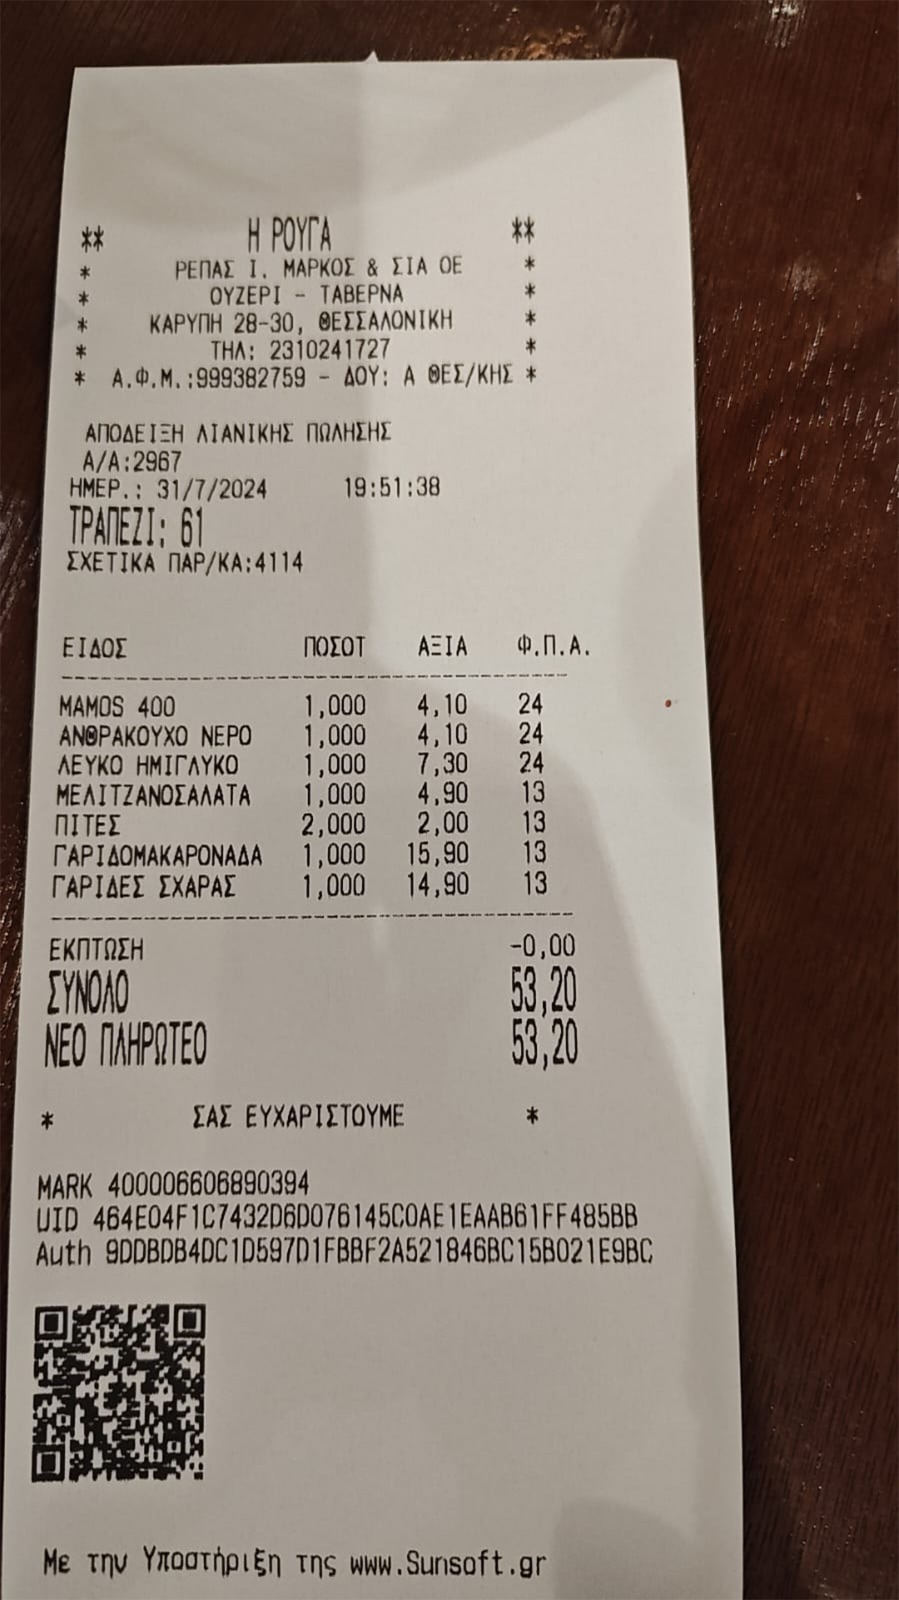 ** Η ΡΟΥΓΑ **
* ΡΕΠΑΣ Ι. ΜΑΡΚΟΣ & ΣΙΑ ΟΕ *
* ΟΥΖΕΡΙ - ΤΑΒΕΡΝΑ *
* ΚΑΡΥΠΗ 28-30, ΘΕΣΣΑΛΟΝΙΚΗ *
* ΤΗΛ: 2310241727 *
* Α.Φ.Μ.:999382759 - ΔΟΥ: Α ΘΕΣ/ΚΗΣ *
ΑΠΟΔΕΙΞΗ ΛΙΑΝΙΚΗΣ ΠΩΛΗΣΗΣ
Α/Α:2967
ΗΜΕΡ.: 31/7/2024 19:51:38
ΤΡΑΠΕΖΙ: 61
ΣΧΕΤΙΚΑ ΠΑΡ/ΚΑ:4114
ΕΙΔΟΣ ΠΟΣΟΤ ΑΞΙΑ Φ.Π.Α.
MAMOS 400 1,000 4,10 24
ΑΝΘΡΑΚΟΥΧΟ ΝΕΡΟ 1,000 4,10 24
ΛΕΥΚΟ ΗΜΙΓΛΥΚΟ 1,000 7,30 24
ΜΕΛΙΤΖΑΝΟΣΑΛΑΤΑ 1,000 4,90 13
ΠΙΤΕΣ 2,000 2,00 13
ΓΑΡΙΔΟΜΑΚΑΡΟΝΑΔΑ 1,000 15,90 13
ΓΑΡΙΔΕΣ ΣΧΑΡΑΣ 1,000 14,90 13
ΕΚΠΤΩΣΗ -0,00
ΣΥΝΟΛΟ 53,20
ΝΕΟ ΠΛΗΡΩΤΕΟ 53,20
* ΣΑΣ ΕΥΧΑΡΙΣΤΟΥΜΕ *
MARK 400006606890394
UID 464E04F1C7432D6D076145C0AE1EAAB61FF485BB
Auth 9DDBDB4DC1D597D1FBBF2A521846BC15B021E9BC
Με την Υποστήριξη της www.Sunsoft.gr